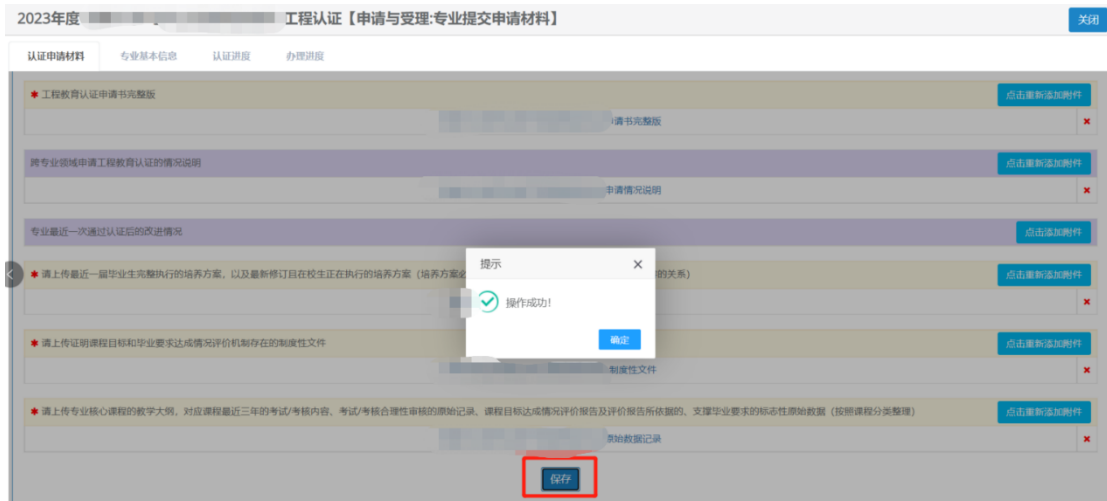 2023年度 工程认证【申请与受理:专业提交申请材料】
关闭
认证申请材料 专业基本信息 认证进度 办理进度
* 工程教育认证申请书完整版 点击重新添加附件
请书完整版 ×
跨专业领域申请工程教育认证的情况说明 点击重新添加附件
申请情况说明 ×
专业最近一次通过认证后的改进情况 点击添加附件
提示 ×
* 请上传最近一届毕业生完整执行的培养方案，以及最新修订且在校生正在执行的培养方案（培养方案必 的关系） 点击重新添加附件
操作成功!
×
确定
* 请上传证明课程目标和毕业要求达成情况评价机制存在的制度性文件 点击重新添加附件
制度性文件 ×
* 请上传专业核心课程的教学大纲，对应课程最近三年的考试/考核内容、考试/考核合理性审核的原始记录、课程目标达成情况评价报告及评价报告所依据的、支撑毕业要求的标志性原始数据（按照课程分类整理） 点击重新添加附件
原始数据记录 ×
保存